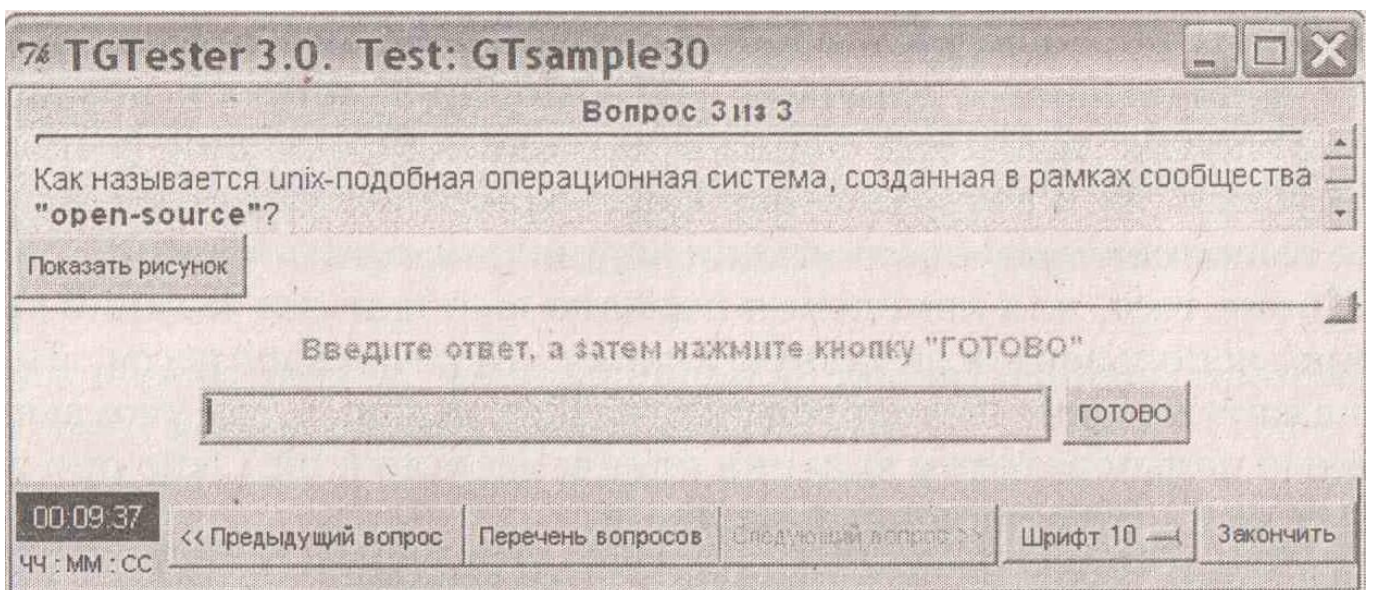 TGTester 3.0. Test: GTsample30
Вопрос 3 из 3
Как называется unix-подобная операционная система, созданная в рамках сообщества
"open-source"?
Показать рисунок
Введите ответ, а затем нажмите кнопку "ГОТОВО"
ГОТОВО
00:09:37
ЧЧ : ММ : СС
<< Предыдущий вопрос
Перечень вопросов
Следующий вопрос >>
Шрифт 10
Закончить